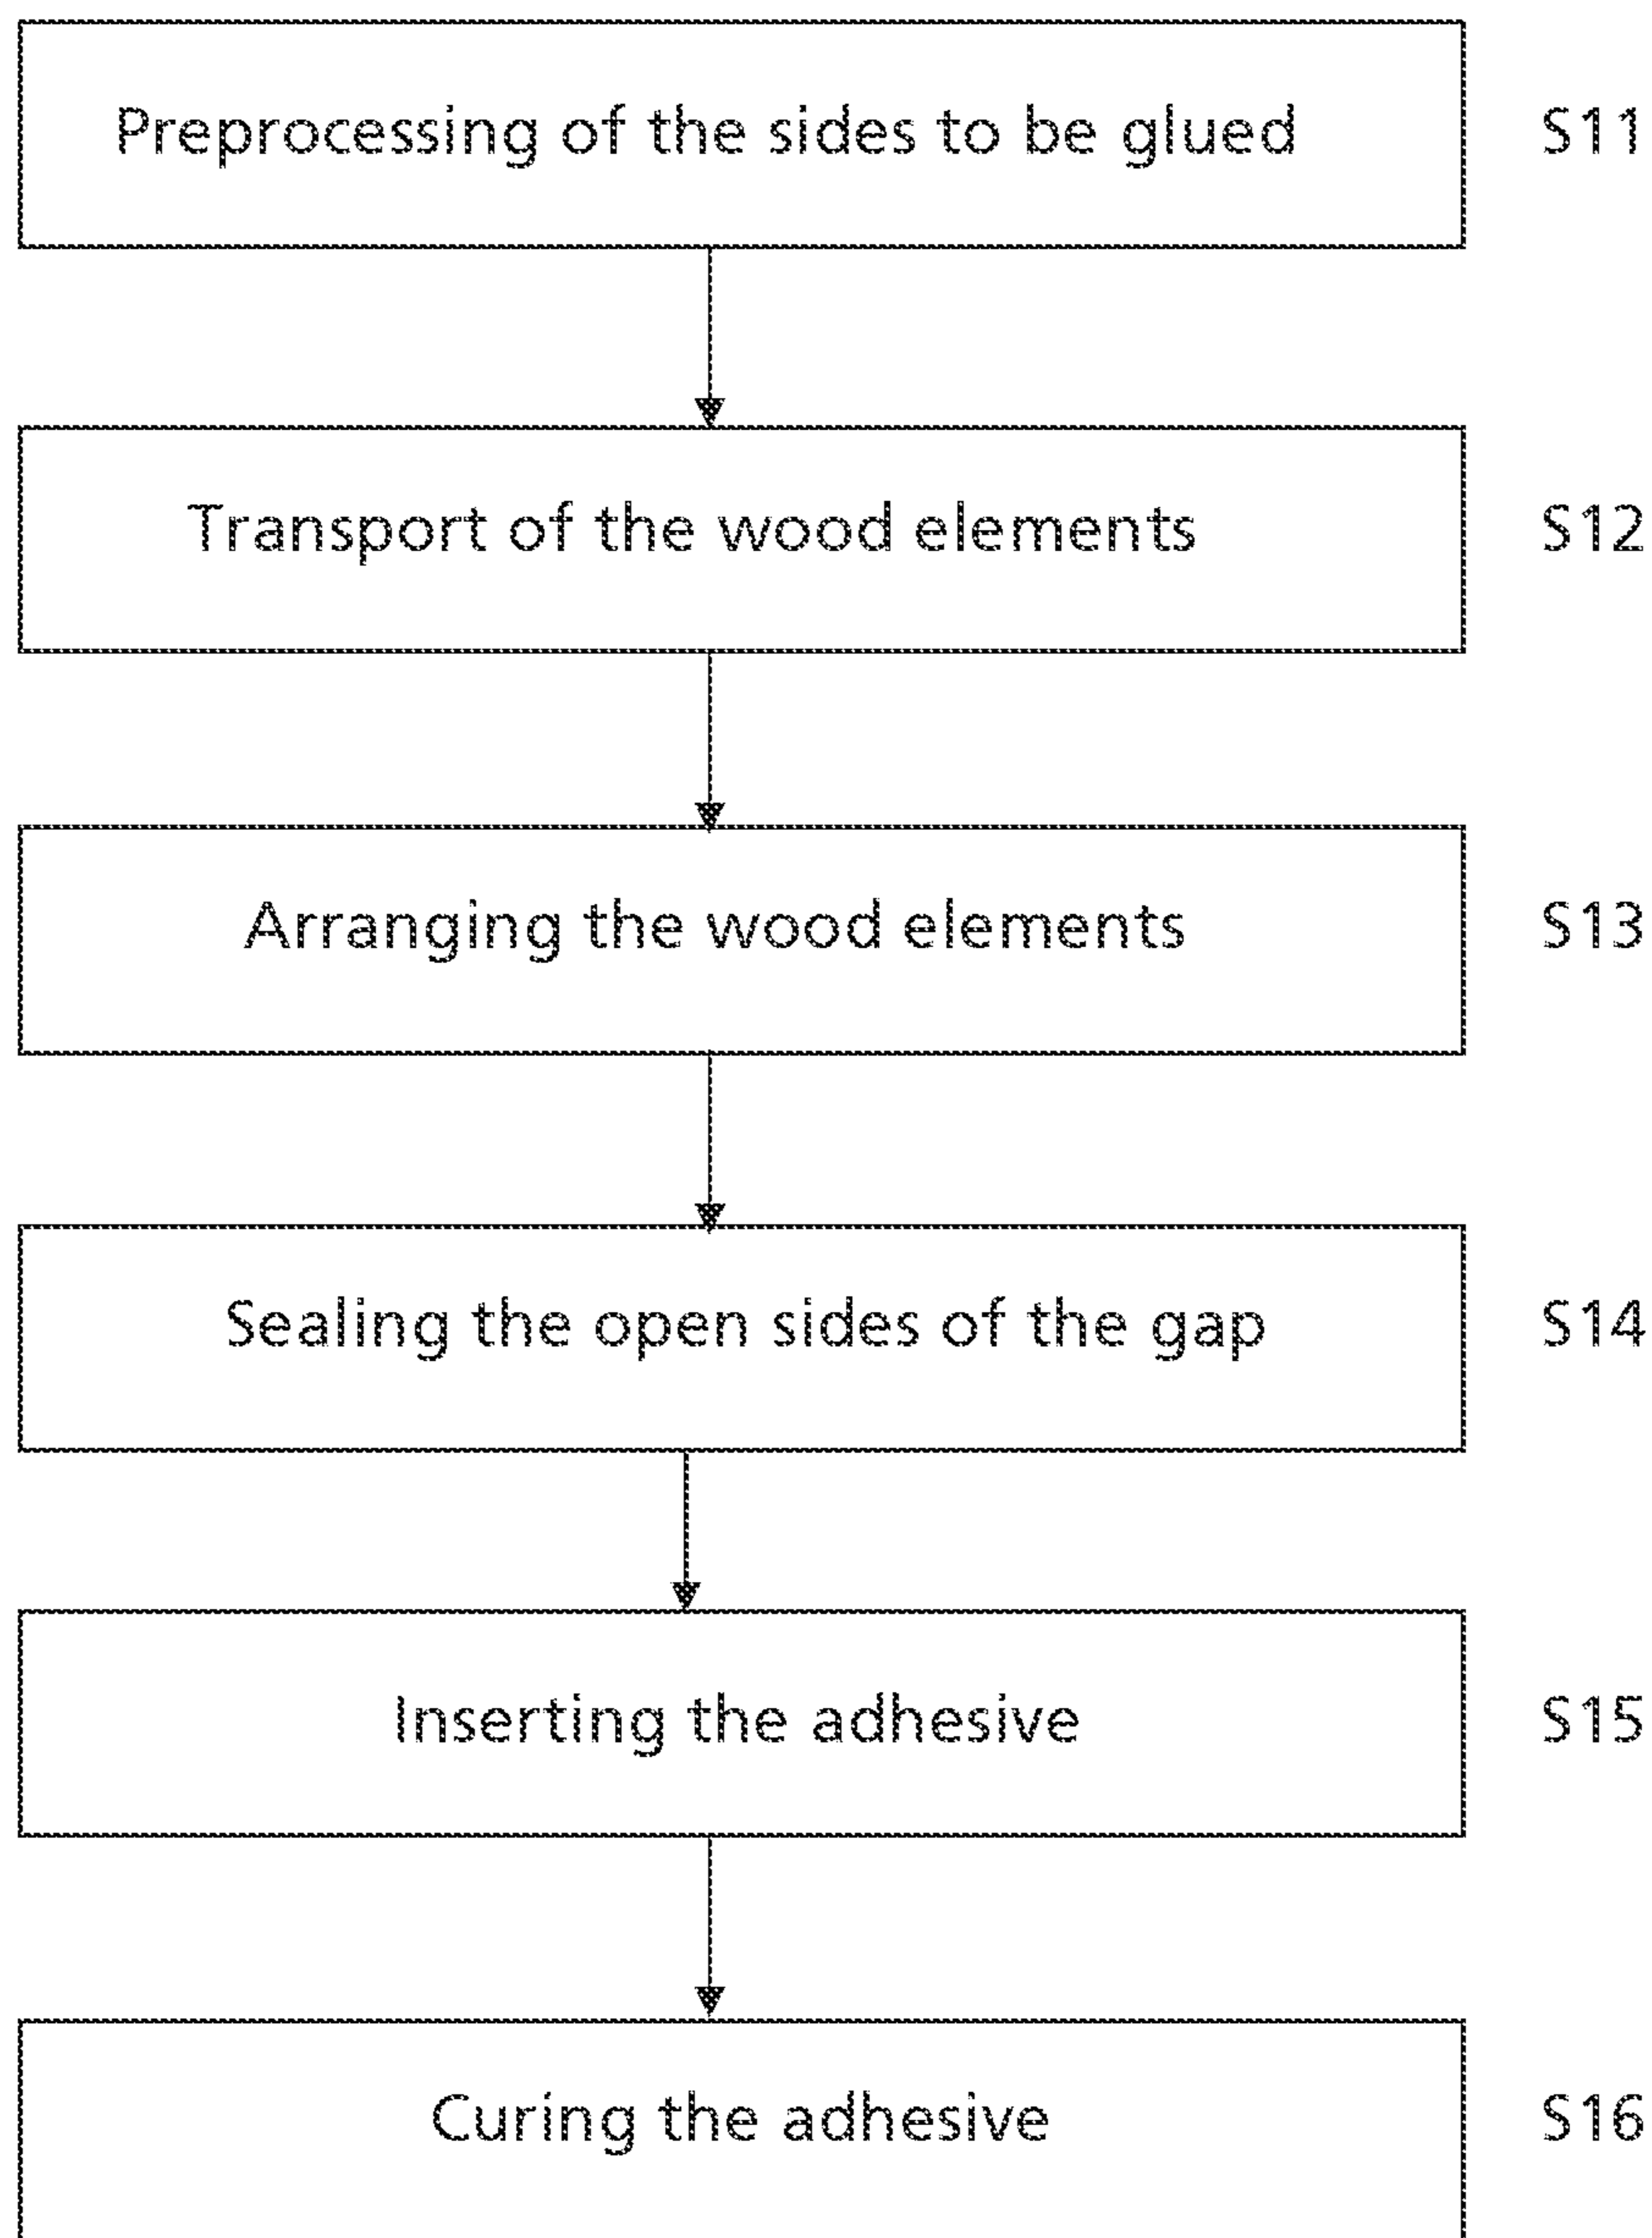 Preprocessing of the sides to be glued S11
Transport of the wood elements S12
Arranging the wood elements S13
Sealing the open sides of the gap S14
Inserting the adhesive S15
Curing the adhesive S16